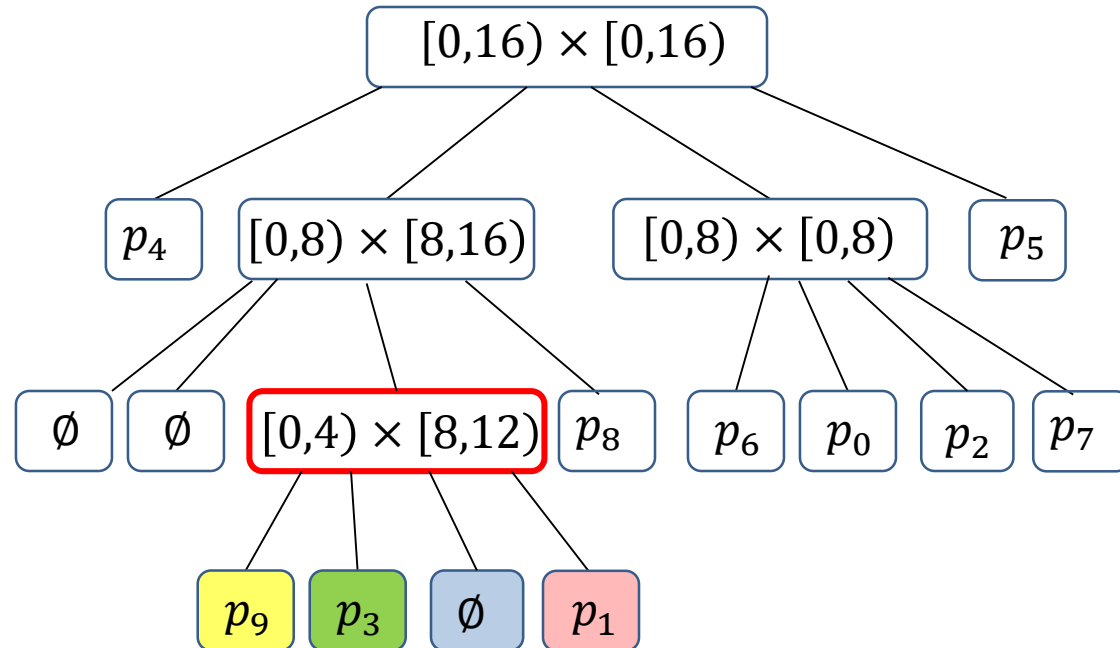 [0,16) × [0,16)
p₄ [0,8) × [8,16) [0,8) × [0,8) p₅
∅ ∅ [0,4) × [8,12) p₈ p₆ p₀ p₂ p₇
p₉ p₃ ∅ p₁